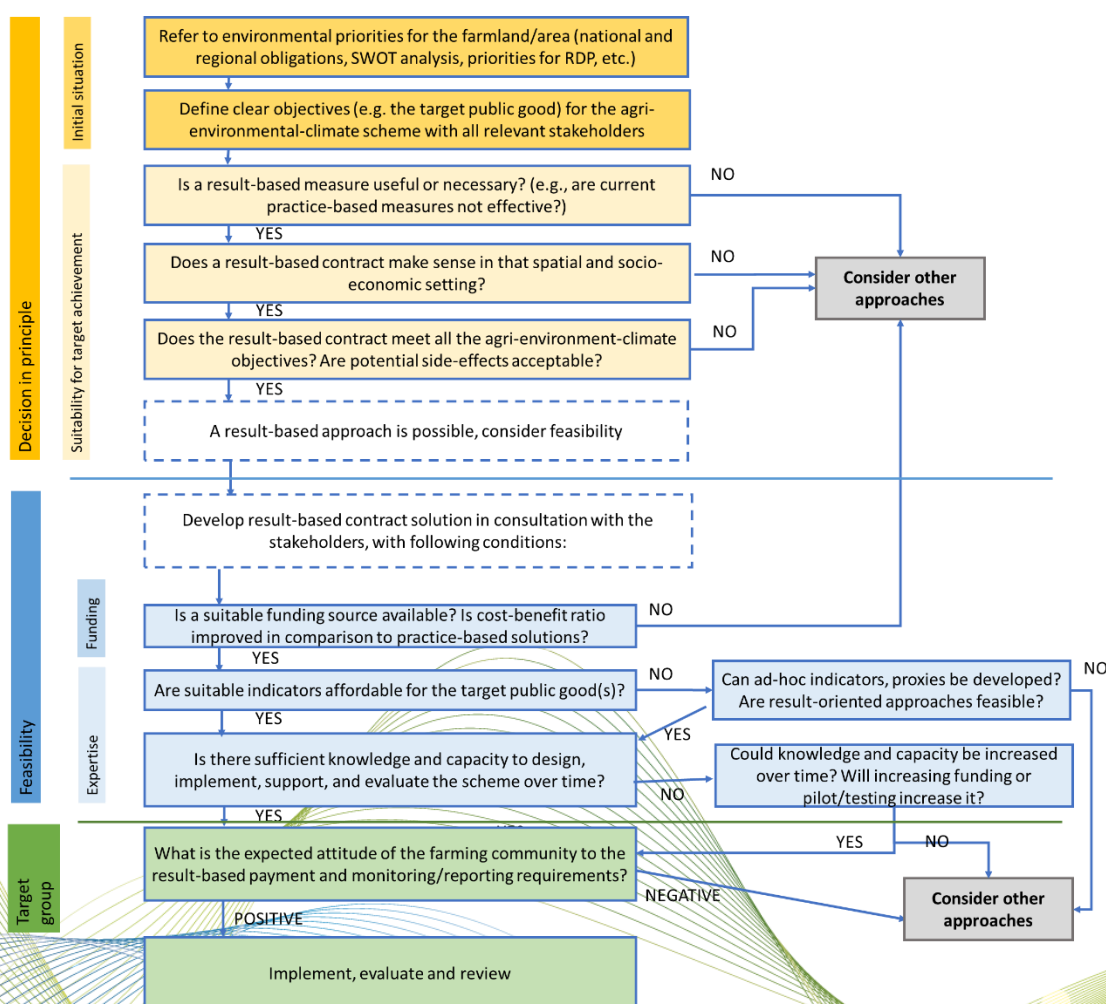 Decision in principle
Initial situation
Refer to environmental priorities for the farmland/area (national and
regional obligations, SWOT analysis, priorities for RDP, etc.)
Define clear objectives (e.g. the target public good) for the agri-
environmental-climate scheme with all relevant stakeholders
Suitability for target achievement
Is a result-based measure useful or necessary? (e.g., are current
practice-based measures not effective?)
NO
YES
Does a result-based contract make sense in that spatial and socio-
economic setting?
NO
Consider other
approaches
YES
Does the result-based contract meet all the agri-environment-climate
objectives? Are potential side-effects acceptable?
NO
YES
A result-based approach is possible, consider feasibility
Feasibility
Develop result-based contract solution in consultation with the
stakeholders, with following conditions:
Funding
Is a suitable funding source available? Is cost-benefit ratio
improved in comparison to practice-based solutions?
NO
YES
Expertise
Are suitable indicators affordable for the target public good(s)?
NO
Can ad-hoc indicators, proxies be developed?
Are result-oriented approaches feasible?
NO
YES
YES
Is there sufficient knowledge and capacity to design,
implement, support, and evaluate the scheme over time?
NO
Could knowledge and capacity be increased
over time? Will increasing funding or
pilot/testing increase it?
YES
YES
NO
Target
group
What is the expected attitude of the farming community to the
result-based payment and monitoring/reporting requirements?
NEGATIVE
Consider other
approaches
POSITIVE
Implement, evaluate and review